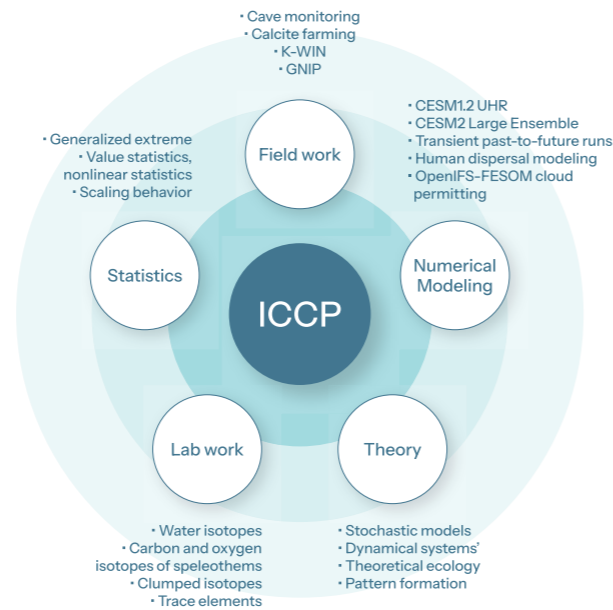 · Cave monitoring
· Calcite farming
· K-WIN
· GNIP
Field work
· CESM1.2 UHR
· CESM2 Large Ensemble
· Transient past-to-future runs
· Human dispersal modeling
· OpenIFS-FESOM cloud
permitting
Numerical
Modeling
· Generalized extreme
· Value statistics,
nonlinear statistics
· Scaling behavior
Statistics
ICCP
Lab work
· Water isotopes
· Carbon and oxygen
isotopes of speleothems
· Clumped isotopes
· Trace elements
Theory
· Stochastic models
· Dynamical systems’
· Theoretical ecology
· Pattern formation